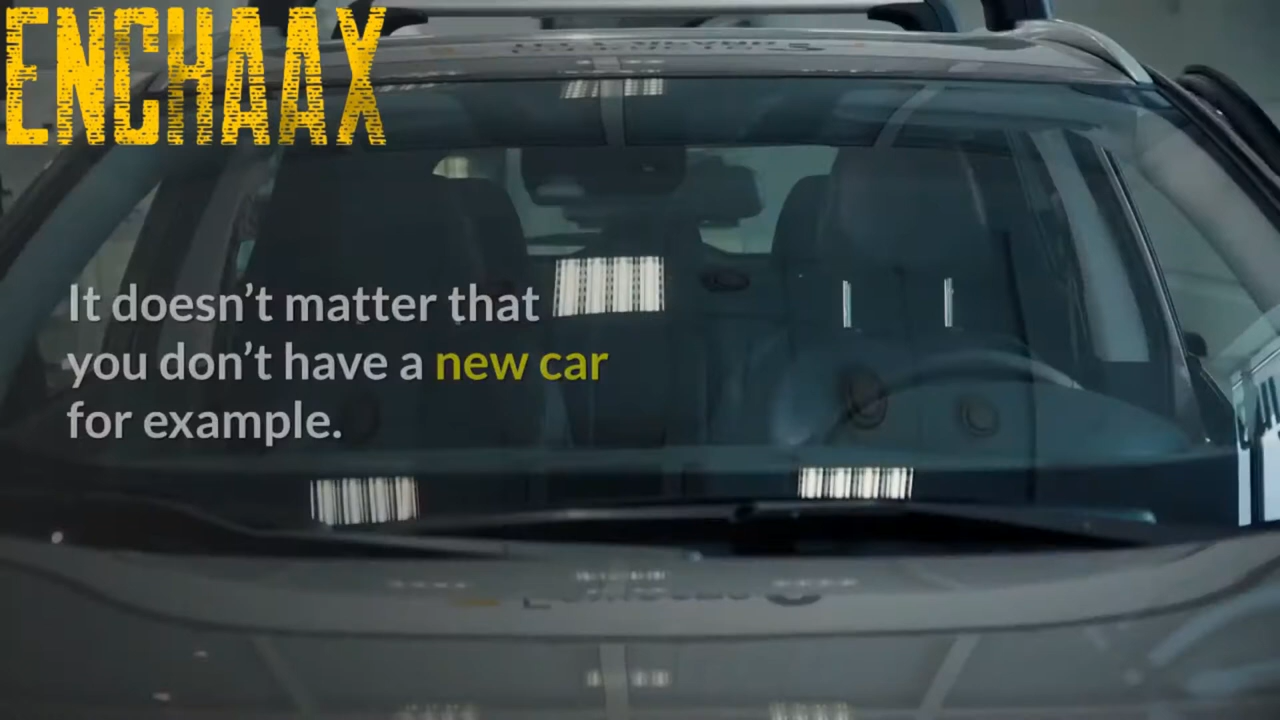 ENCHAAX
It doesn't matter that
you don't have a new car
for example.